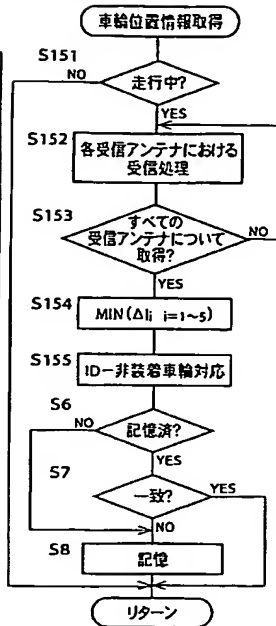 車輪位置情報取得
S151
NO
走行中?
YES
S152
各受信アンテナにおける
受信処理
S153
すべての
受信アンテナについて
取得?
NO
YES
S154
MIN(ΔIi i=1~5)
S155
ID-非装着車輪対応
S6
NO
記憶済?
YES
S7
一致?
YES
NO
S8
記憶
リターン